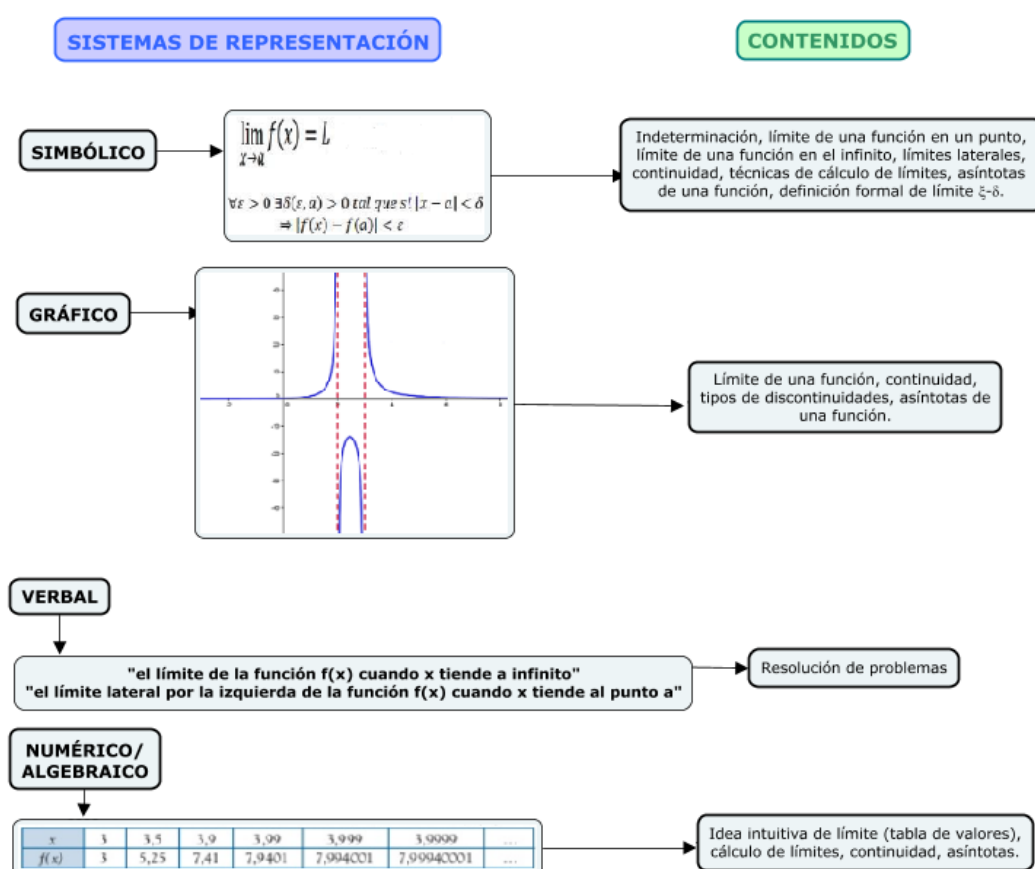 SISTEMAS DE REPRESENTACIÓN
CONTENIDOS
SIMBÓLICO
lim f(x) = L
x→a
∀ε > 0 ∃δ(ε, a) > 0 tal que si |x − a| < δ
⇒ |f(x) − f(a)| < ε
Indeterminación, límite de una función en un punto,
límite de una función en el infinito, límites laterales,
continuidad, técnicas de cálculo de límites, asíntotas
de una función, definición formal de límite ξ-δ.
GRÁFICO
Límite de una función, continuidad,
tipos de discontinuidades, asíntotas de
una función.
VERBAL
"el límite de la función f(x) cuando x tiende a infinito"
"el límite lateral por la izquierda de la función f(x) cuando x tiende al punto a"
Resolución de problemas
NUMÉRICO/
ALGEBRAICO
x 3 3,5 3,9 3,99 3,999 3,9999 ...
f(x) 3 5,25 7,41 7,9401 7,994001 7,99940001 ...
Idea intuitiva de límite (tabla de valores),
cálculo de límites, continuidad, asíntotas.